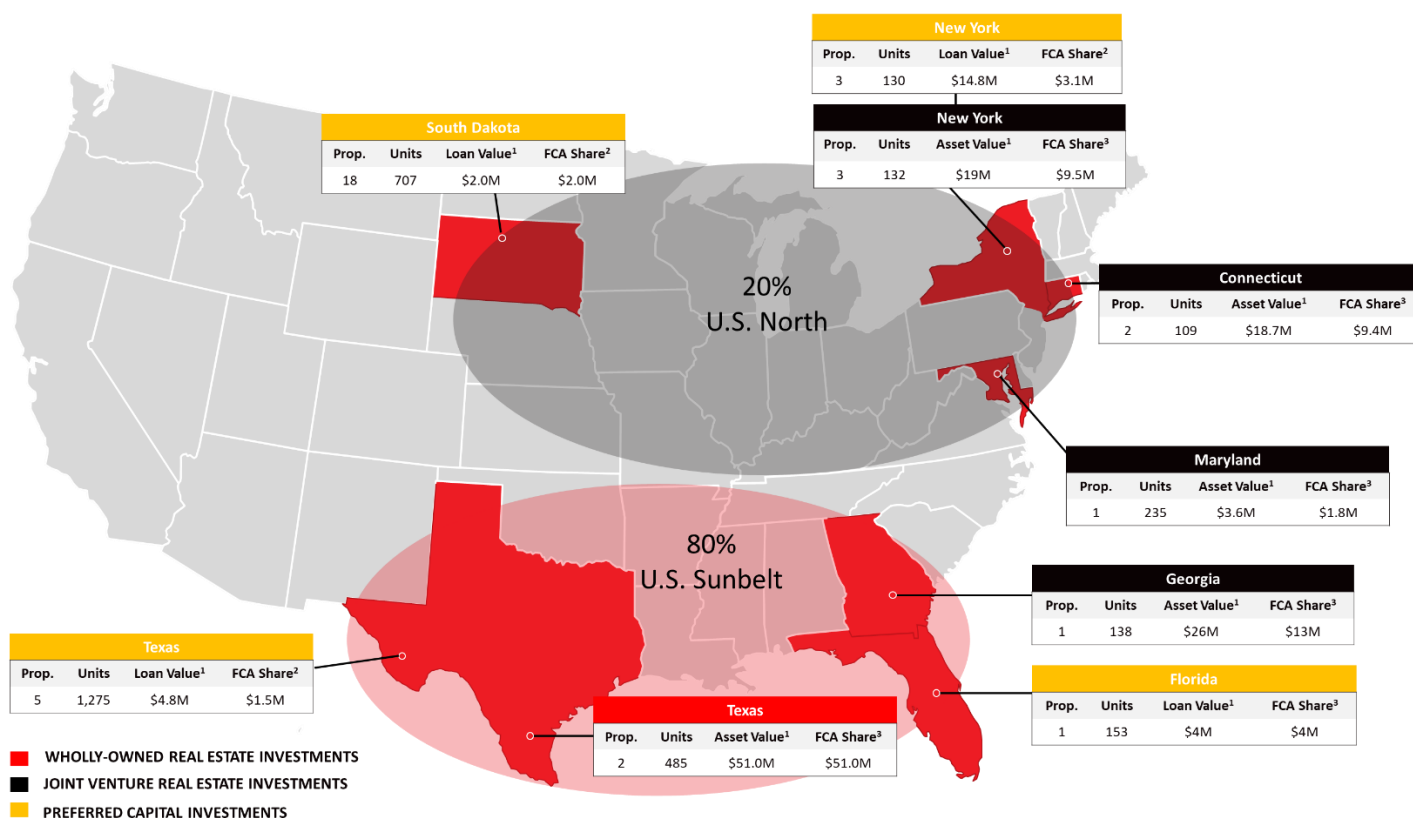 New York
Prop. Units Loan Value¹ FCA Share²
3 130 $14.8M $3.1M
New York
Prop. Units Asset Value¹ FCA Share³
3 132 $19M $9.5M
South Dakota
Prop. Units Loan Value¹ FCA Share²
18 707 $2.0M $2.0M
20%
U.S. North
Connecticut
Prop. Units Asset Value¹ FCA Share³
2 109 $18.7M $9.4M
Maryland
Prop. Units Asset Value¹ FCA Share³
1 235 $3.6M $1.8M
80%
U.S. Sunbelt
Georgia
Prop. Units Asset Value¹ FCA Share³
1 138 $26M $13M
Texas
Prop. Units Loan Value¹ FCA Share²
5 1,275 $4.8M $1.5M
Florida
Prop. Units Loan Value¹ FCA Share³
1 153 $4M $4M
Texas
Prop. Units Asset Value¹ FCA Share³
2 485 $51.0M $51.0M
WHOLLY-OWNED REAL ESTATE INVESTMENTS
JOINT VENTURE REAL ESTATE INVESTMENTS
PREFERRED CAPITAL INVESTMENTS